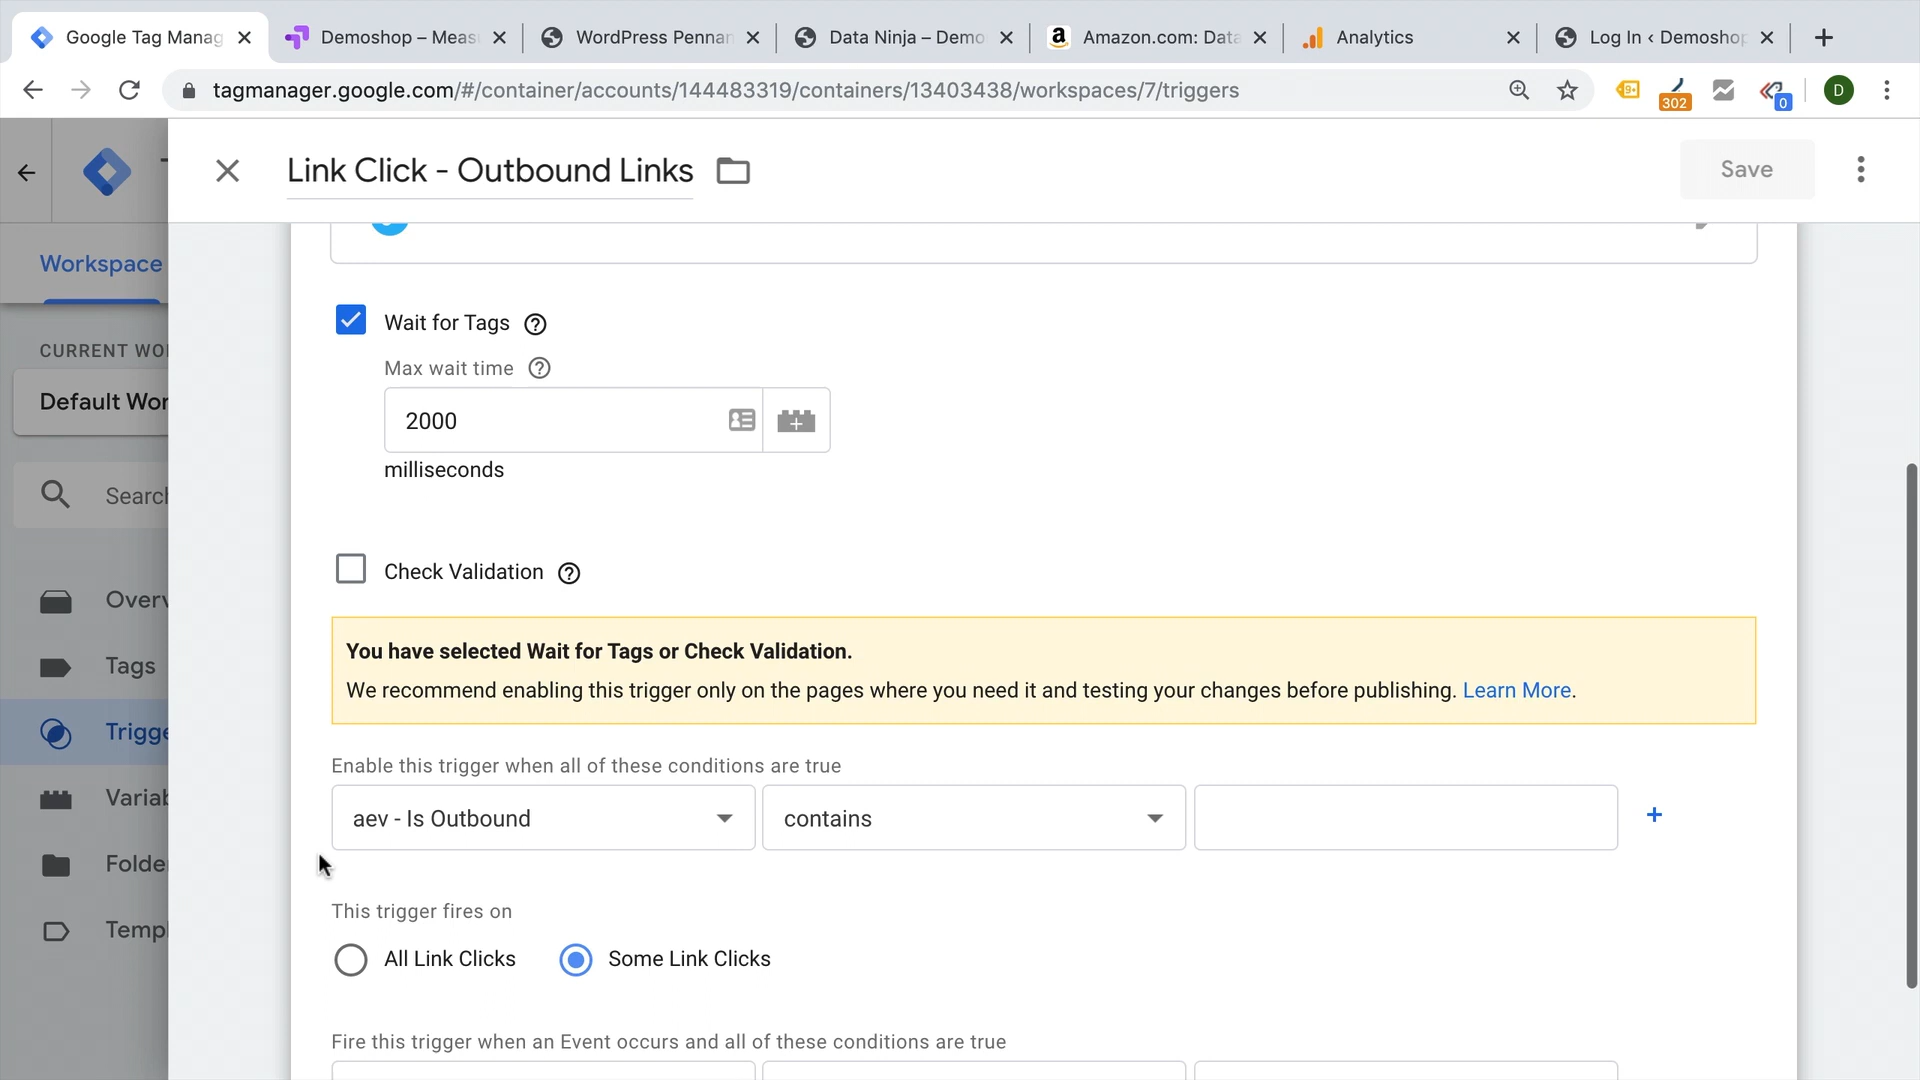 Google Tag Manag
Demoshop – Meas
WordPress Pennan
Data Ninja – Demo
Amazon.com: Data
Analytics
Log In ‹ Demoshop
tagmanager.google.com/#/container/accounts/144483319/containers/13403438/workspaces/7/triggers
9+
302
0
D
Link Click - Outbound Links
Save
Workspace
CURRENT WO
Default Wor
Search
Overv
Tags
Trigge
Variab
Folde
Templ
Wait for Tags
Max wait time
2000
milliseconds
Check Validation
You have selected Wait for Tags or Check Validation.
We recommend enabling this trigger only on the pages where you need it and testing your changes before publishing. Learn More.
Enable this trigger when all of these conditions are true
aev - Is Outbound
contains
This trigger fires on
All Link Clicks
Some Link Clicks
Fire this trigger when an Event occurs and all of these conditions are true